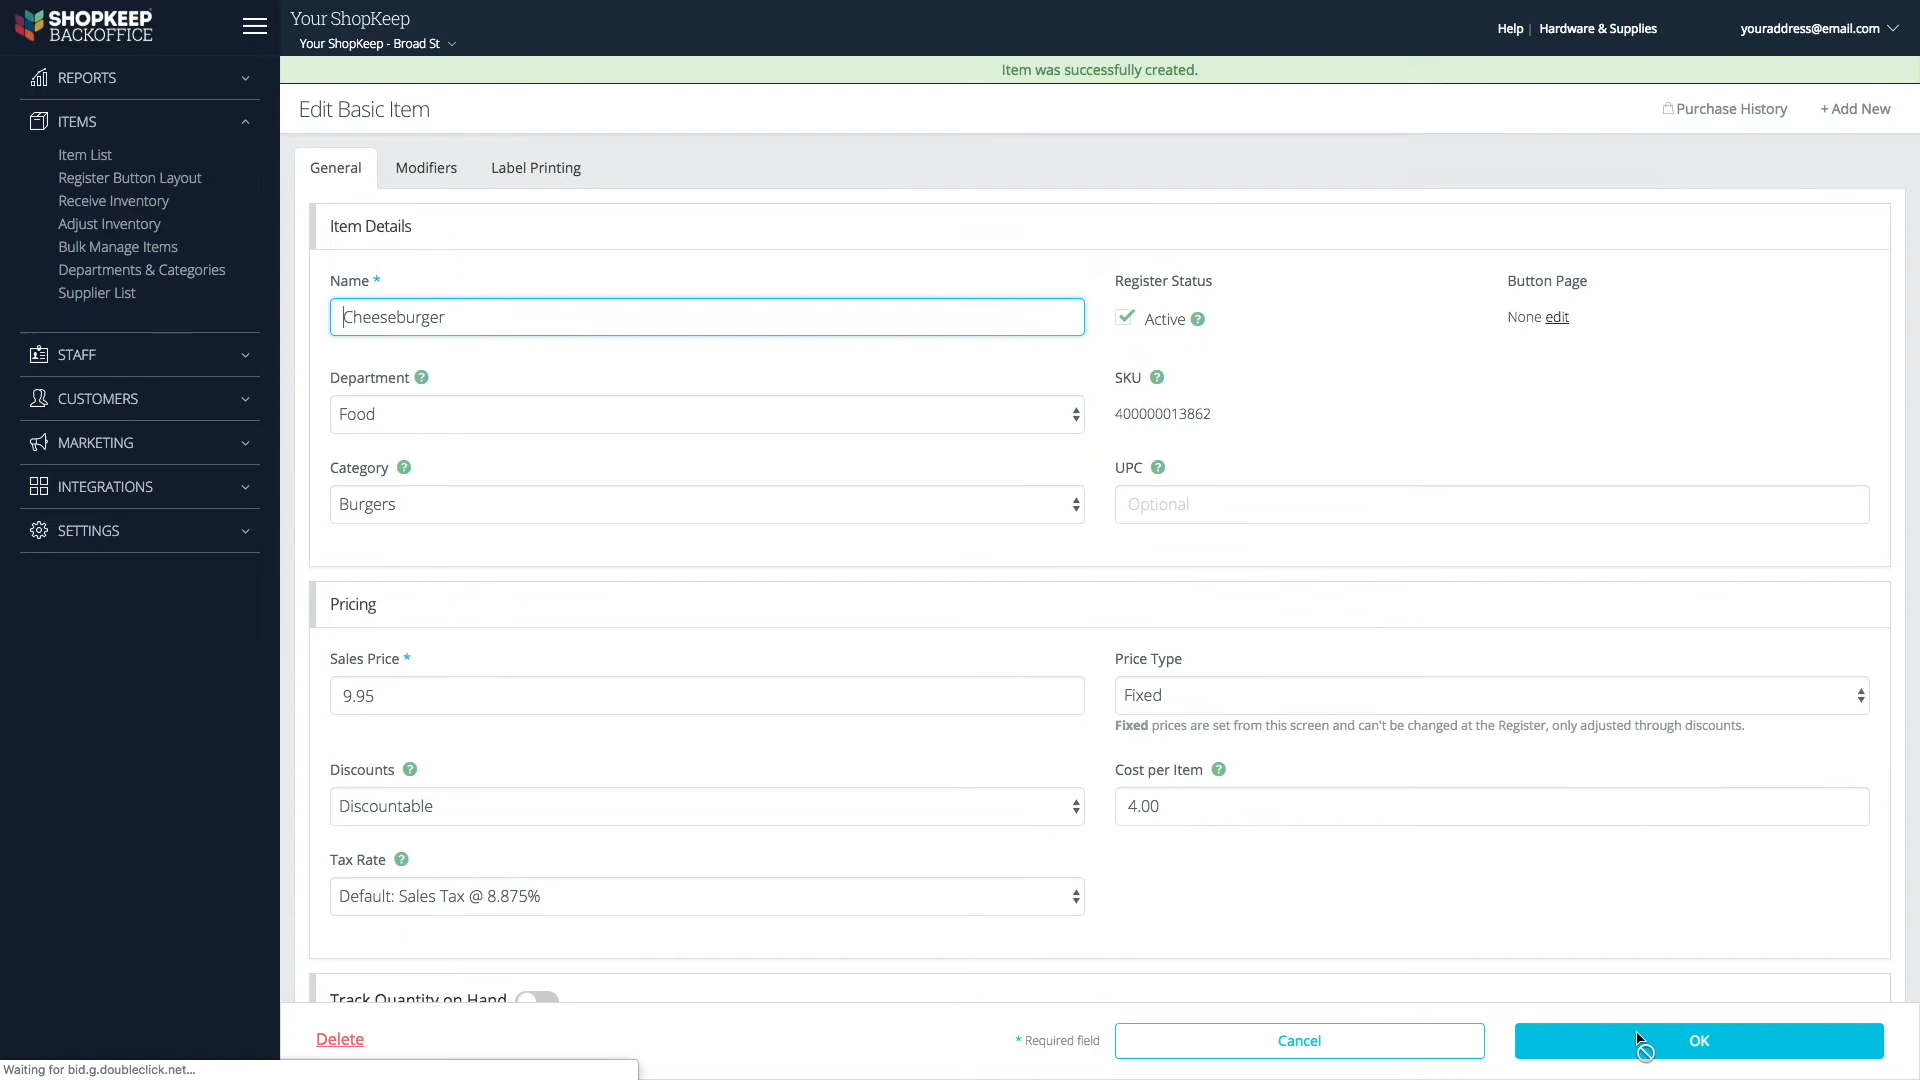 SHOPKEEP
BACKOFFICE
Your ShopKeep
Your ShopKeep - Broad St
Help | Hardware & Supplies
youraddress@email.com
REPORTS
ITEMS
Item List
Register Button Layout
Receive Inventory
Adjust Inventory
Bulk Manage Items
Departments & Categories
Supplier List
STAFF
CUSTOMERS
MARKETING
INTEGRATIONS
SETTINGS
Item was successfully created.
Edit Basic Item
Purchase History
+ Add New
General
Modifiers
Label Printing
Item Details
Name *
Cheeseburger
Register Status
Active ?
Button Page
None edit
Department ?
Food
SKU ?
400000013862
Category ?
Burgers
UPC ?
Optional
Pricing
Sales Price *
9.95
Price Type
Fixed
Fixed prices are set from this screen and can't be changed at the Register, only adjusted through discounts.
Discounts ?
Discountable
Cost per Item ?
4.00
Tax Rate ?
Default: Sales Tax @ 8.875%
Track Quantity on Hand
Delete
* Required field
Cancel
OK
Waiting for bid.g.doubleclick.net...